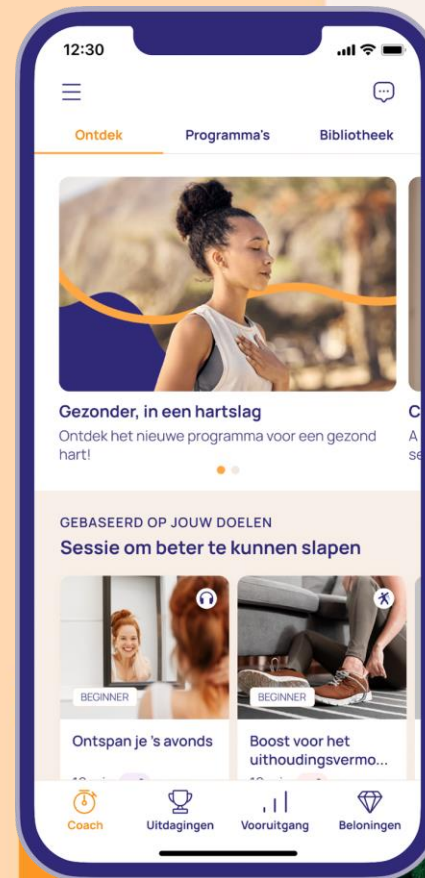 12:30
Ontdek Programma's Bibliotheek
Gezonder, in een hartslag
Ontdek het nieuwe programma voor een gezond
hart!
C
A
se
GEBASEERD OP JOUW DOELEN
Sessie om beter te kunnen slapen
BEGINNER BEGINNER
Ontspan je 's avonds
Boost voor het
uithoudingsvermo...
Coach Uitdagingen Vooruitgang Beloningen